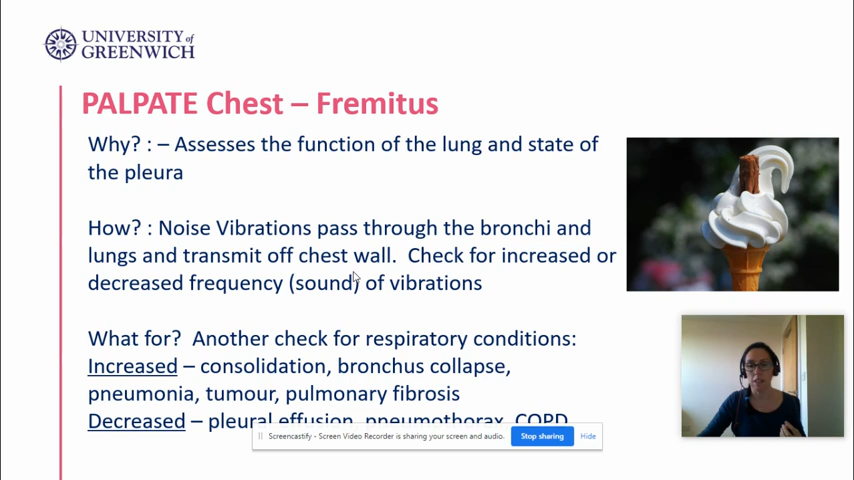 UNIVERSITY of
GREENWICH
PALPATE Chest – Fremitus
Why? : – Assesses the function of the lung and state of
the pleura
How? : Noise Vibrations pass through the bronchi and
lungs and transmit off chest wall.  Check for increased or
decreased frequency (sound) of vibrations
What for?  Another check for respiratory conditions:
Increased – consolidation, bronchus collapse,
pneumonia, tumour, pulmonary fibrosis
Decreased – pleural effusion, pneumothorax, COPD
Screencastify - Screen Video Recorder is sharing your screen and audio.
Stop sharing
Hide